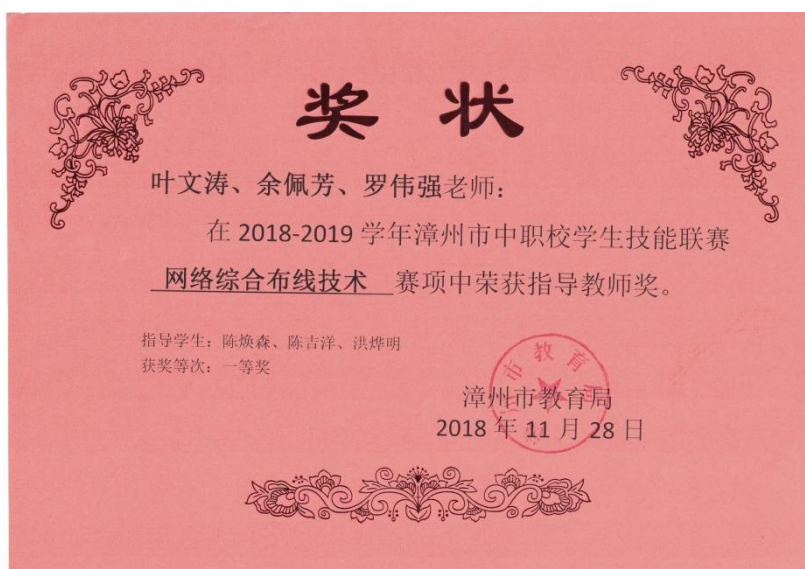 奖 状
叶文涛、余佩芳、罗伟强老师：
在 2018-2019 学年漳州市中职校学生技能联赛
网络综合布线技术 赛项中荣获指导教师奖。
指导学生：陈焕森、陈吉洋、洪烨明
获奖等次：一等奖
漳州市教育局
2018 年 11 月 28 日